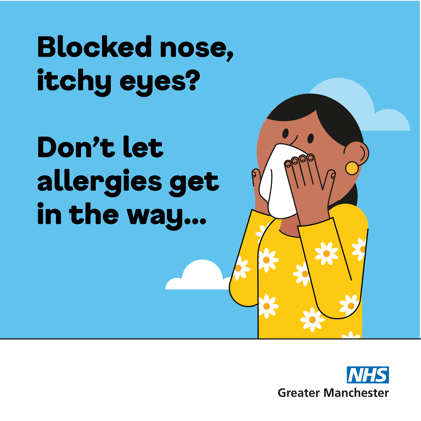 Blocked nose,
itchy eyes?
Don't let
allergies get
in the way...
NHS
Greater Manchester